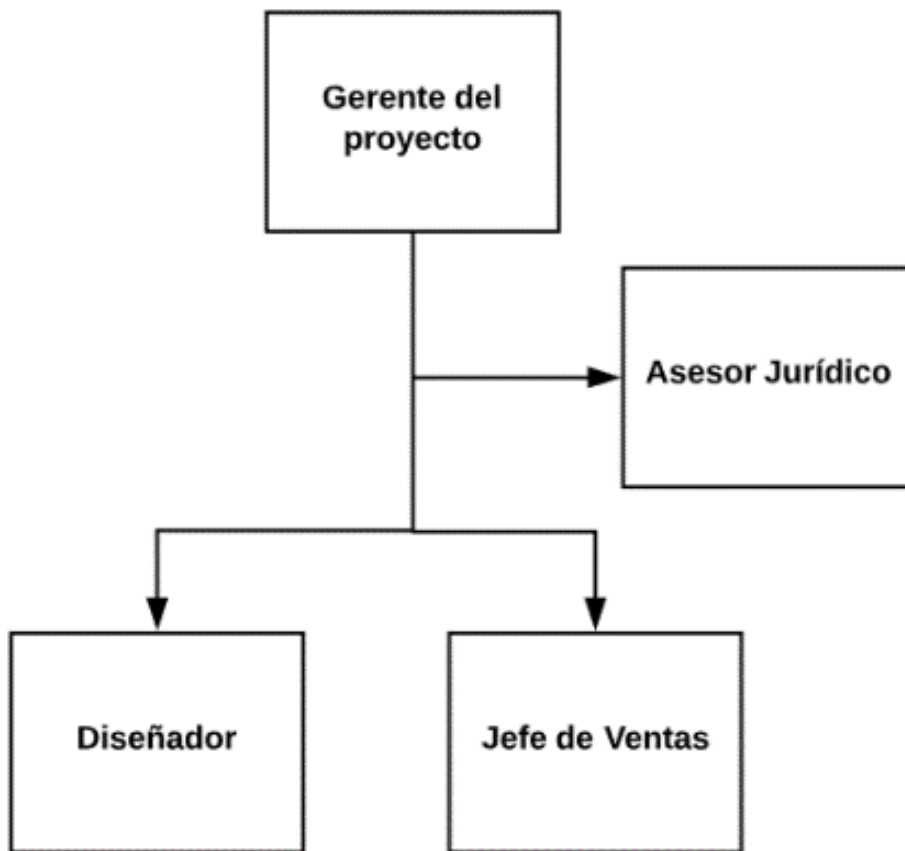 Gerente del
proyecto
Asesor Jurídico
Diseñador
Jefe de Ventas